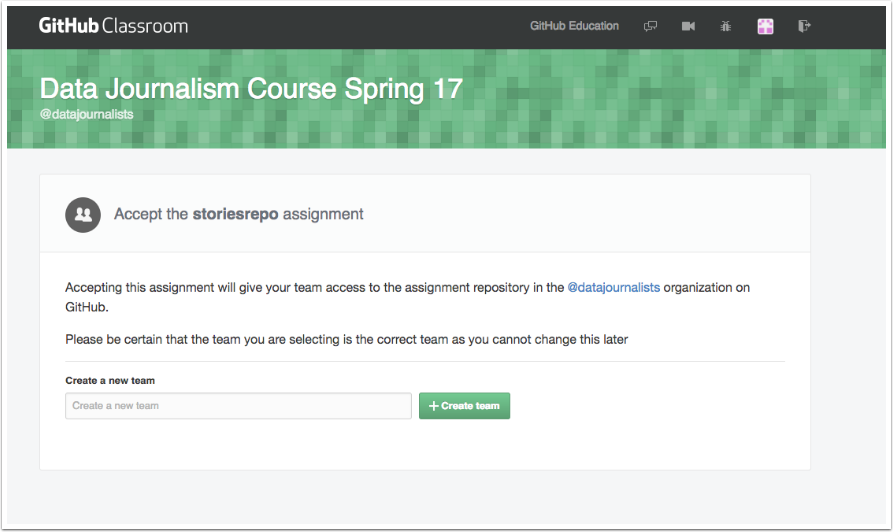 GitHub Classroom
GitHub Education
Data Journalism Course Spring 17
@datajournalists
Accept the storiesrepo assignment
Accepting this assignment will give your team access to the assignment repository in the @datajournalists organization on
GitHub.
Please be certain that the team you are selecting is the correct team as you cannot change this later
Create a new team
Create a new team
+ Create team